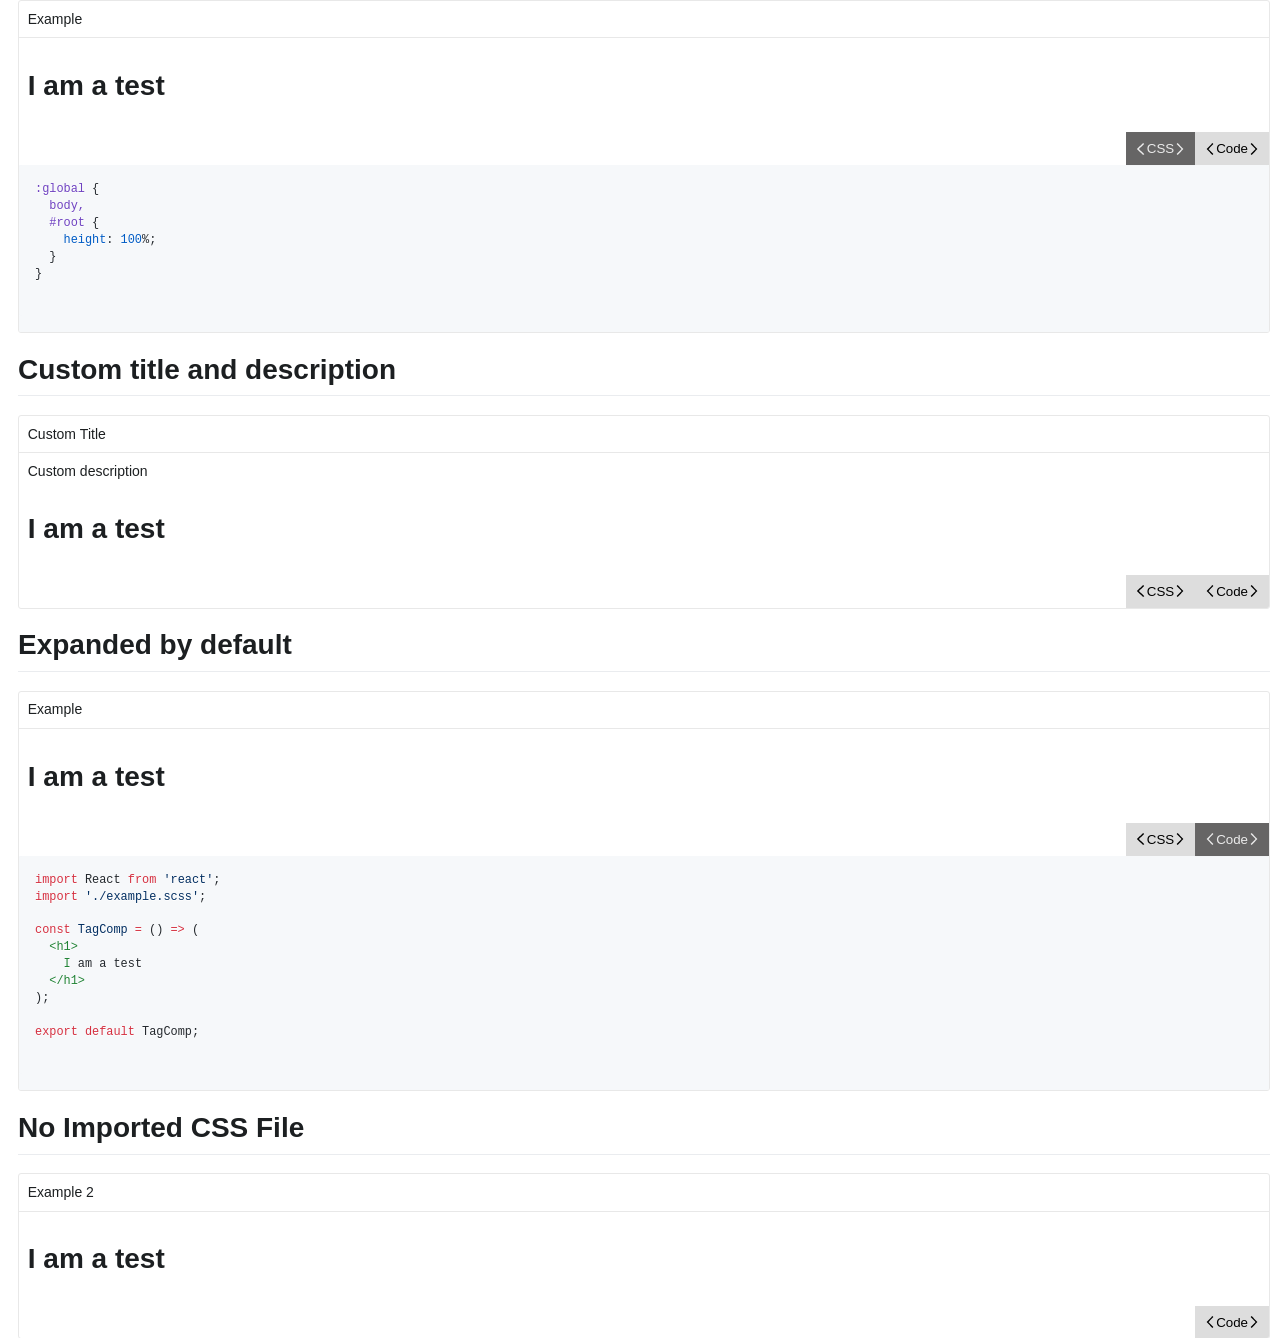 Example
I am a test
CSS Code
:global {
  body,
  #root {
    height: 100%;
  }
}
Custom title and description
Custom Title
Custom description
I am a test
CSS Code
Expanded by default
Example
I am a test
CSS Code
import React from 'react';
import './example.scss';
const TagComp = () => (
  <h1>
    I am a test
  </h1>
);
export default TagComp;
No Imported CSS File
Example 2
I am a test
Code